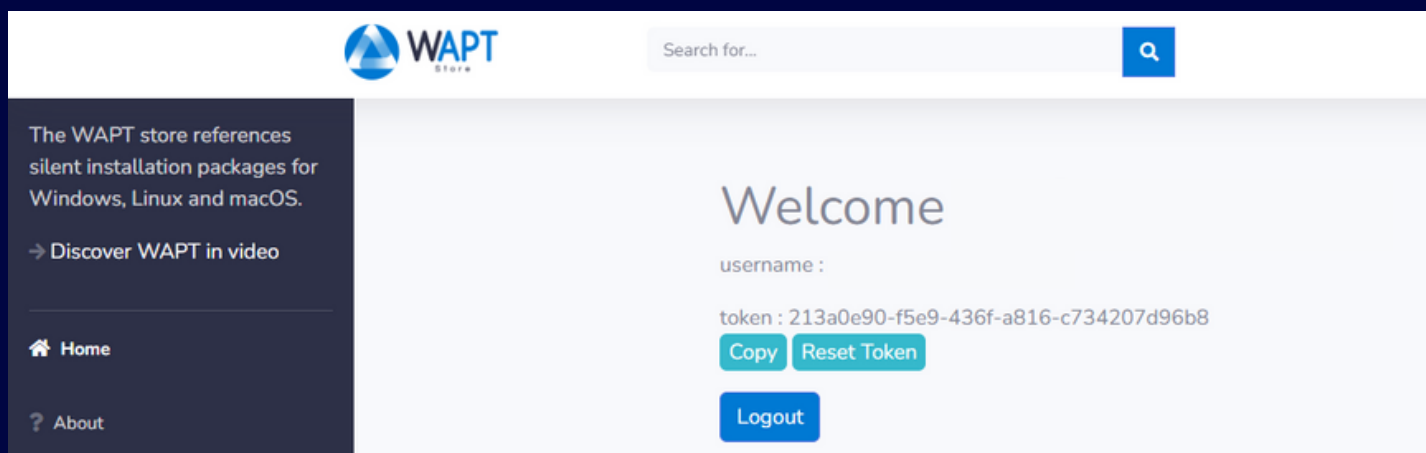 WAPT
Store
Search for...
The WAPT store references
silent installation packages for
Windows, Linux and macOS.
→ Discover WAPT in video
Home
? About
Welcome
username :
token : 213a0e90-f5e9-436f-a816-c734207d96b8
Copy Reset Token
Logout